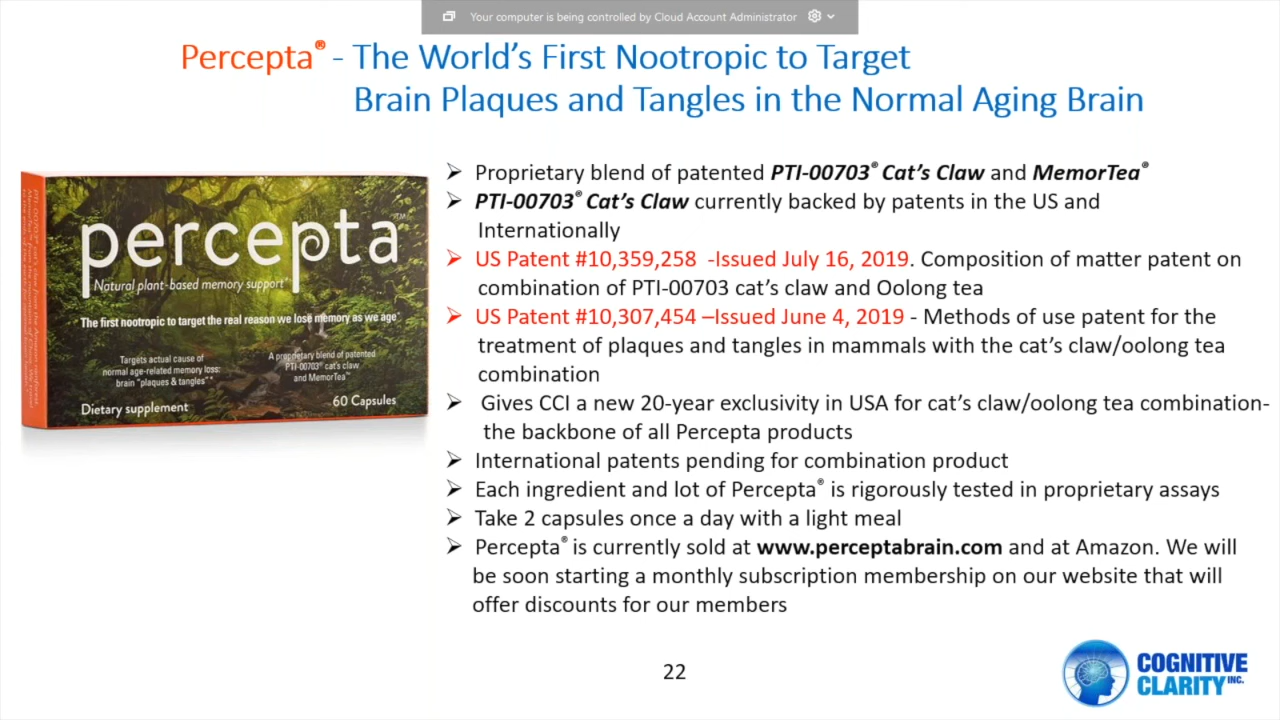 Your computer is being controlled by Cloud Account Administrator
Percepta® - The World's First Nootropic to Target
Brain Plaques and Tangles in the Normal Aging Brain
percepta
Natural plant-based memory support*
The first nootropic to target the real reason we lose memory as we age*
Targets actual cause of
normal age-related memory loss:
brain "plaques & tangles"*
A proprietary blend of patented
PTI-00703® cat's claw
and MemorTea™
Dietary supplement
60 Capsules
➢ Proprietary blend of patented PTI-00703® Cat's Claw and MemorTea®
➢ PTI-00703® Cat's Claw currently backed by patents in the US and
Internationally
➢ US Patent #10,359,258 -Issued July 16, 2019. Composition of matter patent on
combination of PTI-00703 cat's claw and Oolong tea
➢ US Patent #10,307,454 –Issued June 4, 2019 - Methods of use patent for the
treatment of plaques and tangles in mammals with the cat's claw/oolong tea
combination
➢ Gives CCI a new 20-year exclusivity in USA for cat's claw/oolong tea combination-
the backbone of all Percepta products
➢ International patents pending for combination product
➢ Each ingredient and lot of Percepta® is rigorously tested in proprietary assays
➢ Take 2 capsules once a day with a light meal
➢ Percepta® is currently sold at www.perceptabrain.com and at Amazon. We will
be soon starting a monthly subscription membership on our website that will
offer discounts for our members
22
COGNITIVE
CLARITY INC.